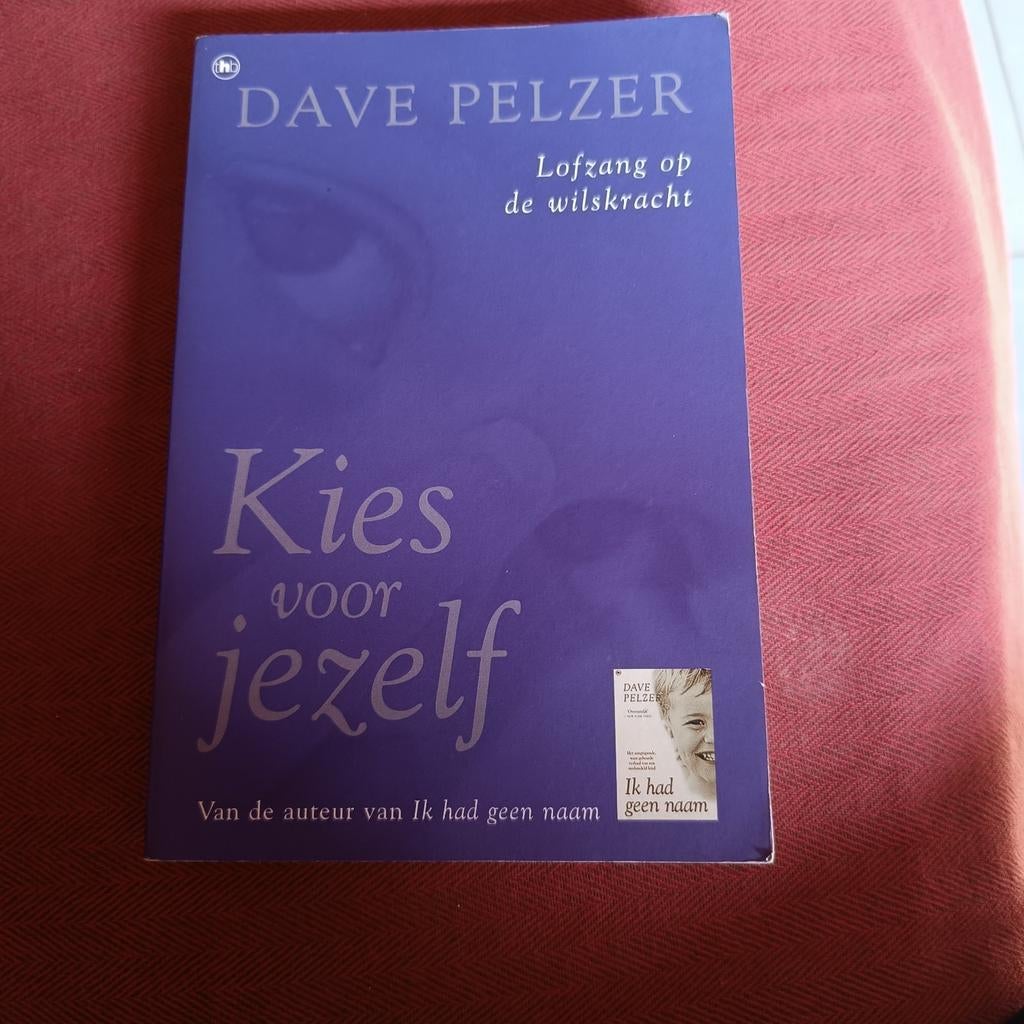 thb
DAVE PELZER
Lofzang op
de wilskracht
Kies
voor
jezelf
DAVE
PELZER
Ik had
geen naam
Van de auteur van Ik had geen naam